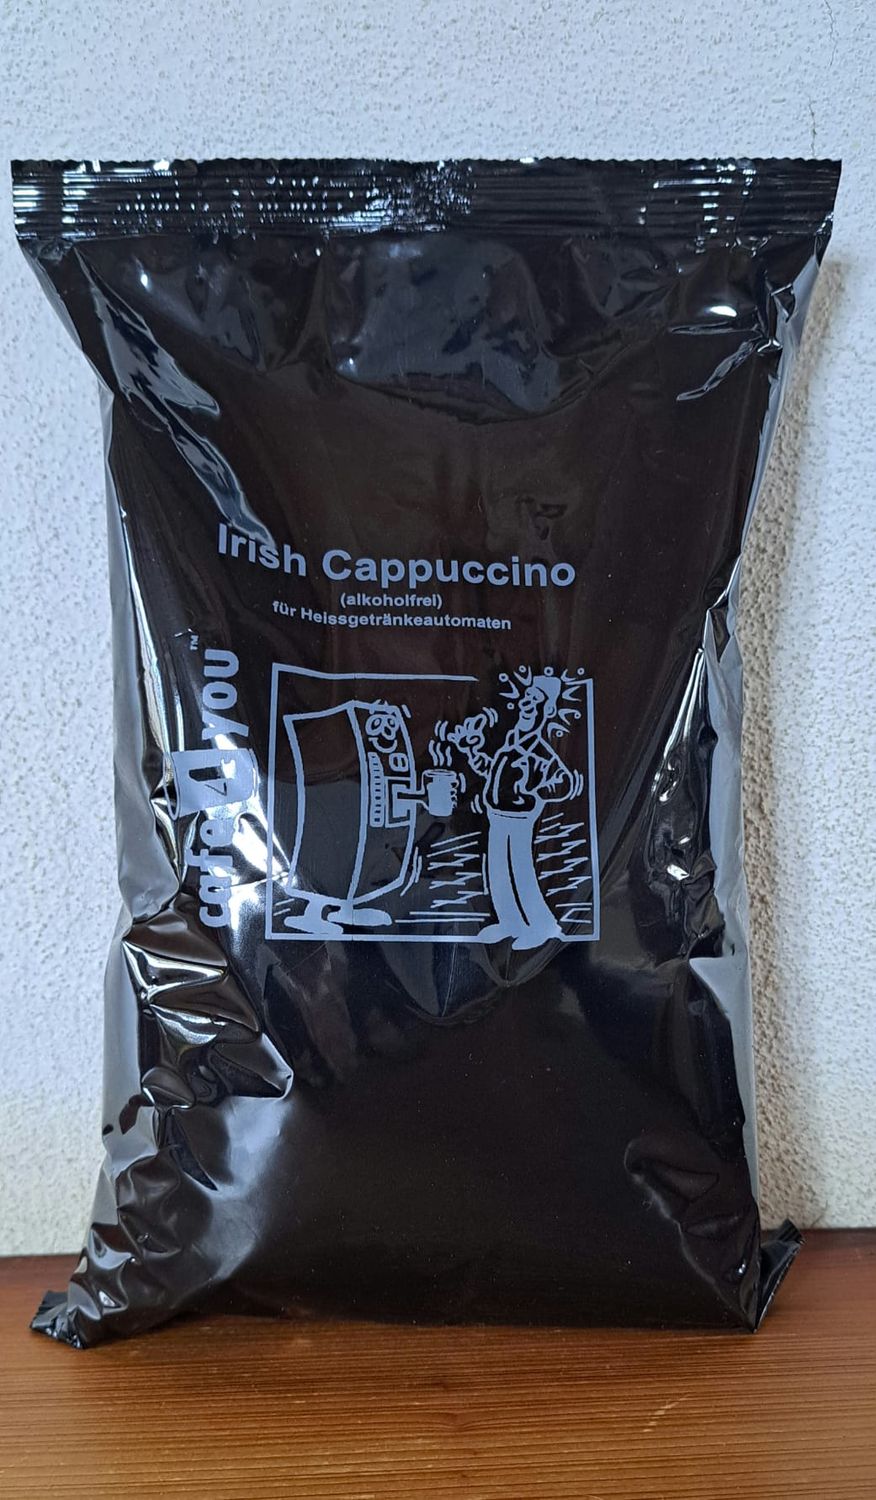 Irish Cappuccino
(alkoholfrei)
für Heissgetränkeautomaten
cafe4you™